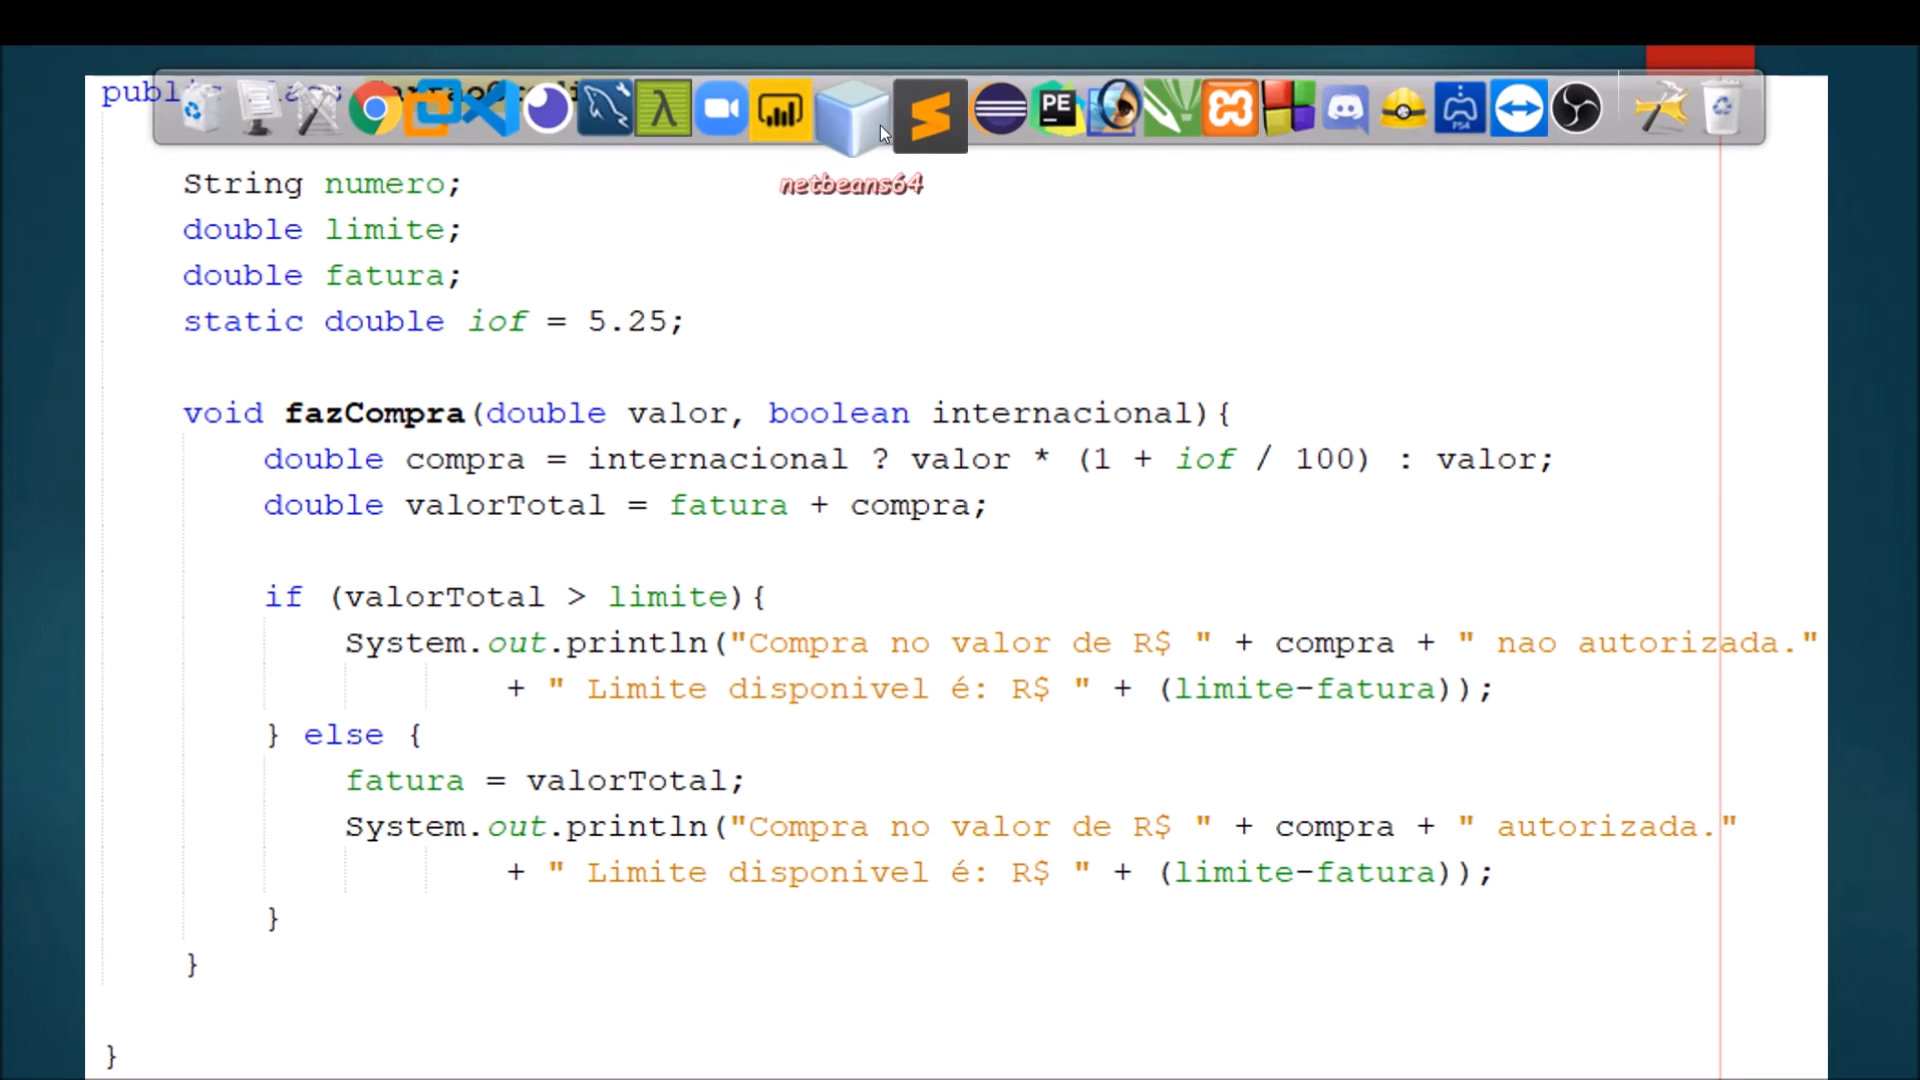 public class
netbeans64
String numero;
double limite;
double fatura;
static double iof = 5.25;
void fazCompra(double valor, boolean internacional){
double compra = internacional ? valor * (1 + iof / 100) : valor;
double valorTotal = fatura + compra;
if (valorTotal > limite){
System.out.println("Compra no valor de R$ " + compra + " nao autorizada."
+ " Limite disponivel é: R$ " + (limite-fatura));
} else {
fatura = valorTotal;
System.out.println("Compra no valor de R$ " + compra + " autorizada."
+ " Limite disponivel é: R$ " + (limite-fatura));
}
}
}